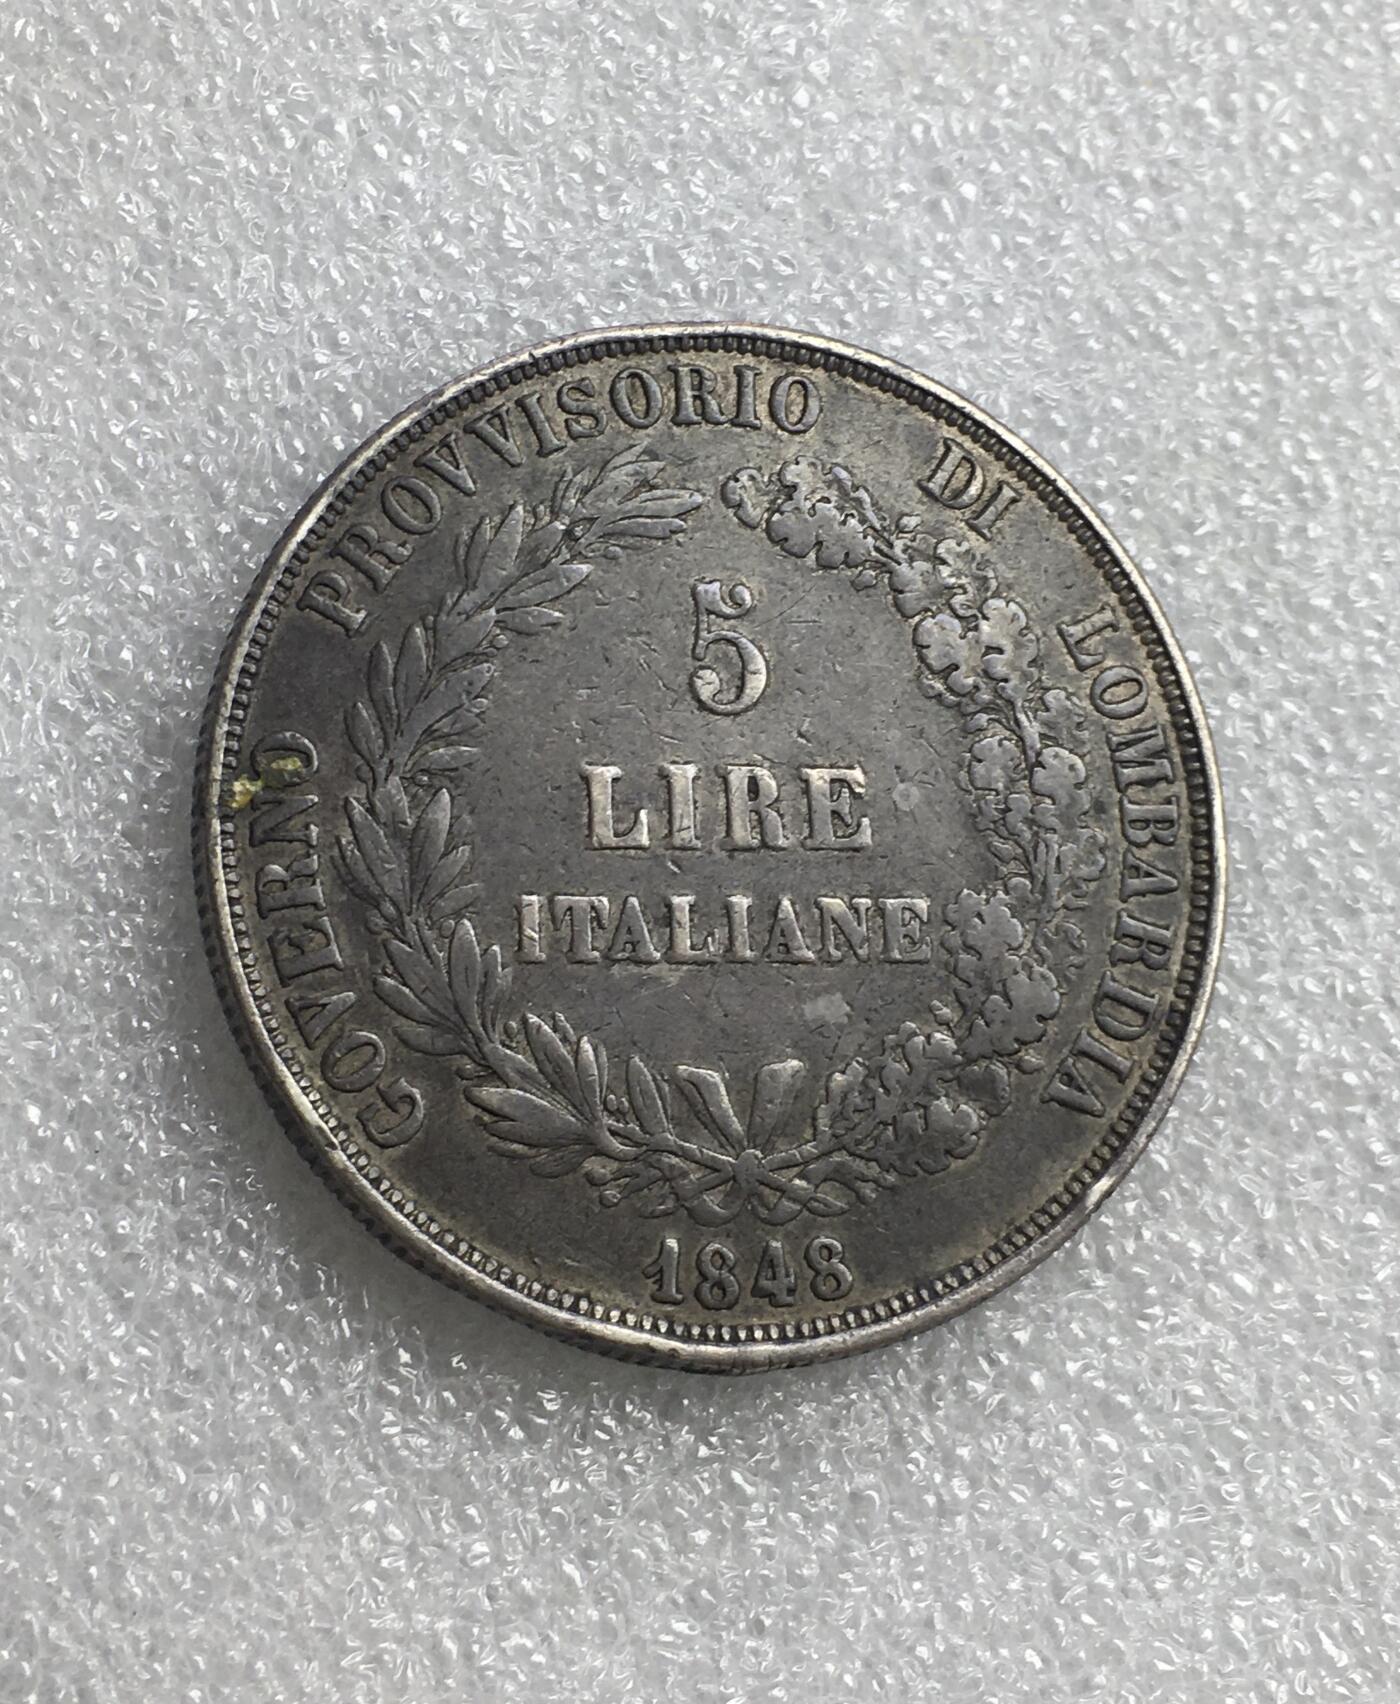 GOVERNO PROVVISORIO DI LOMBARDIA
5
LIRE
ITALIANE
1848